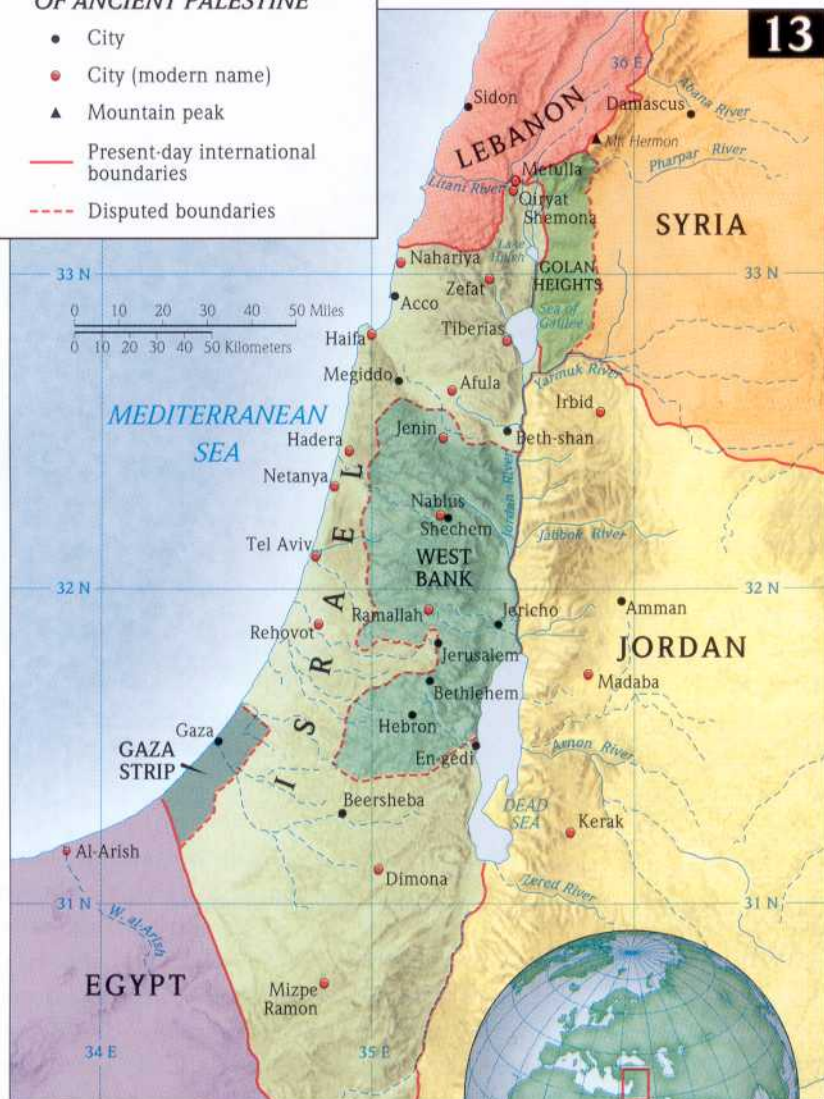 OF ANCIENT PALESTINE
City
City (modern name)
Mountain peak
Present-day international
boundaries
Disputed boundaries
13
36 E
Sidon
LEBANON
Damascus
Abana River
Mt. Hermon
Pharpar River
Metulla
Litani River
Qiryat
Shemona
SYRIA
Lake
Huleh
Nahariya
33 N
GOLAN
HEIGHTS
33 N
Zefat
Acco
0 10 20 30 40 50 Miles
0 10 20 30 40 50 Kilometers
Sea of
Galilee
Tiberias
Haifa
Megiddo
Afula
Yarmuk River
Irbid
MEDITERRANEAN
SEA
Jenin
Beth-shan
Hadera
Netanya
Jordan River
Nablus
Shechem
Jabbok River
Tel Aviv
WEST
BANK
ISRAEL
32 N
32 N
Ramallah
Jericho
Amman
Rehovot
Jerusalem
JORDAN
Madaba
Bethlehem
Hebron
Gaza
GAZA
STRIP
En-gedi
Arnon River
Beersheba
DEAD
SEA
Kerak
Al-Arish
Dimona
Zered River
31 N
31 N
W. al-Arish
EGYPT
Mizpe
Ramon
34 E
35 E